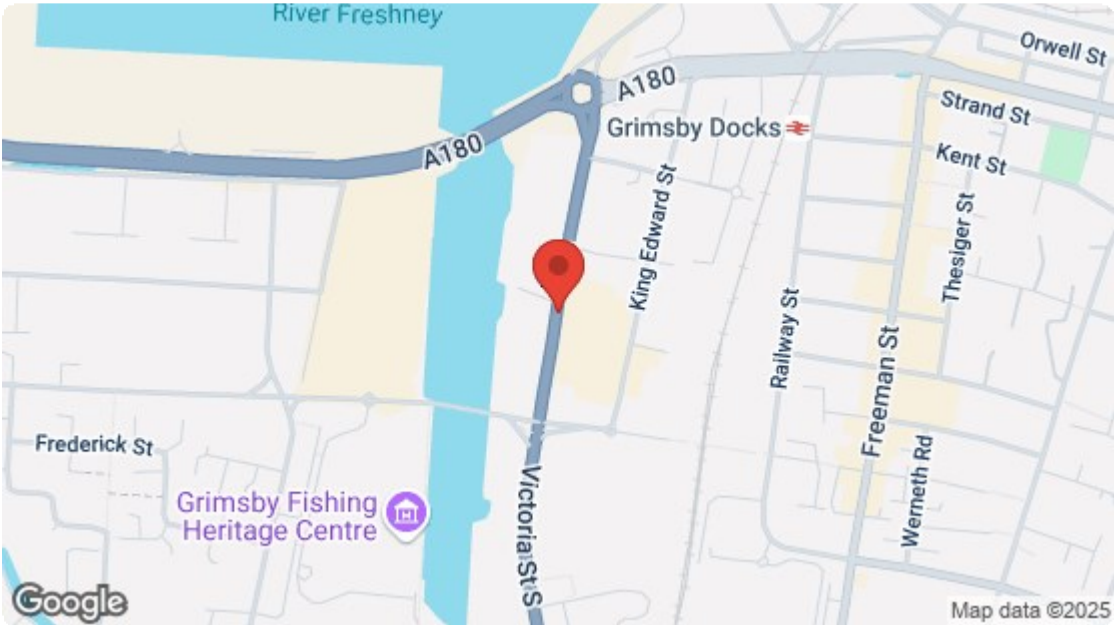 River Freshney
Orwell St
A180
Strand St
Grimsby Docks
A180
Kent St
King Edward St
Thesiger St
Railway St
Freeman St
Frederick St
Werneth Rd
Grimsby Fishing
Heritage Centre
Victoria St S
Google
Map data ©2025